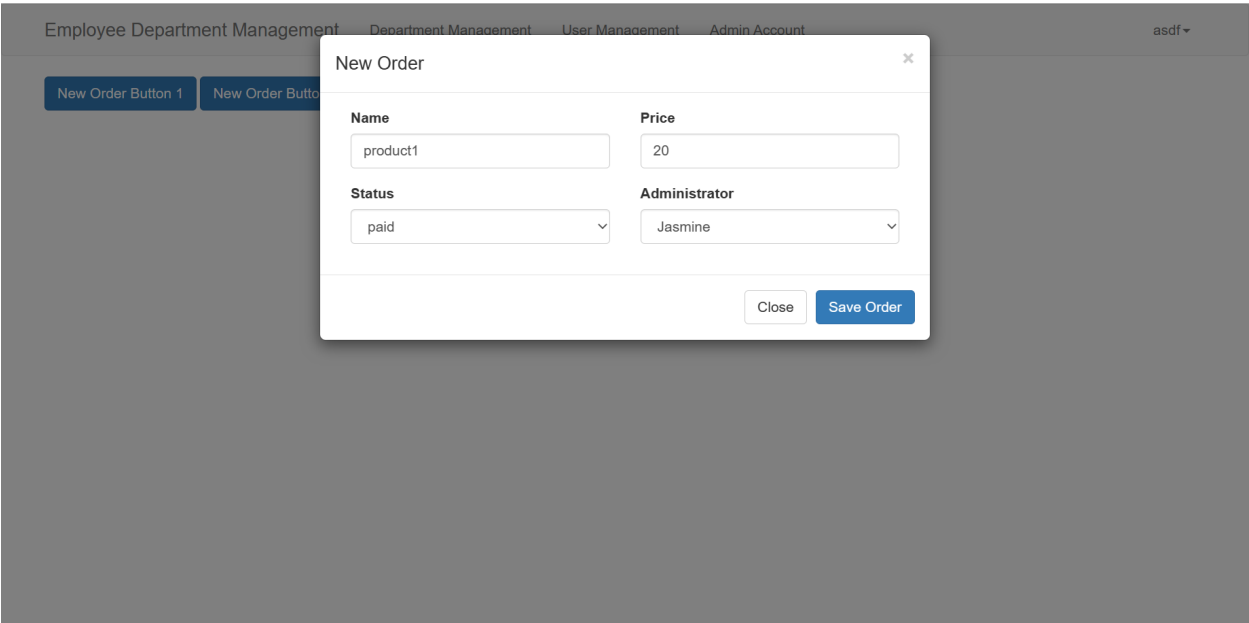 Employee Department Management Department Management User Management Admin Account asdf
New Order ×
New Order Button 1 New Order Butto
Name Price
product1 20
Status Administrator
paid Jasmine
Close Save Order